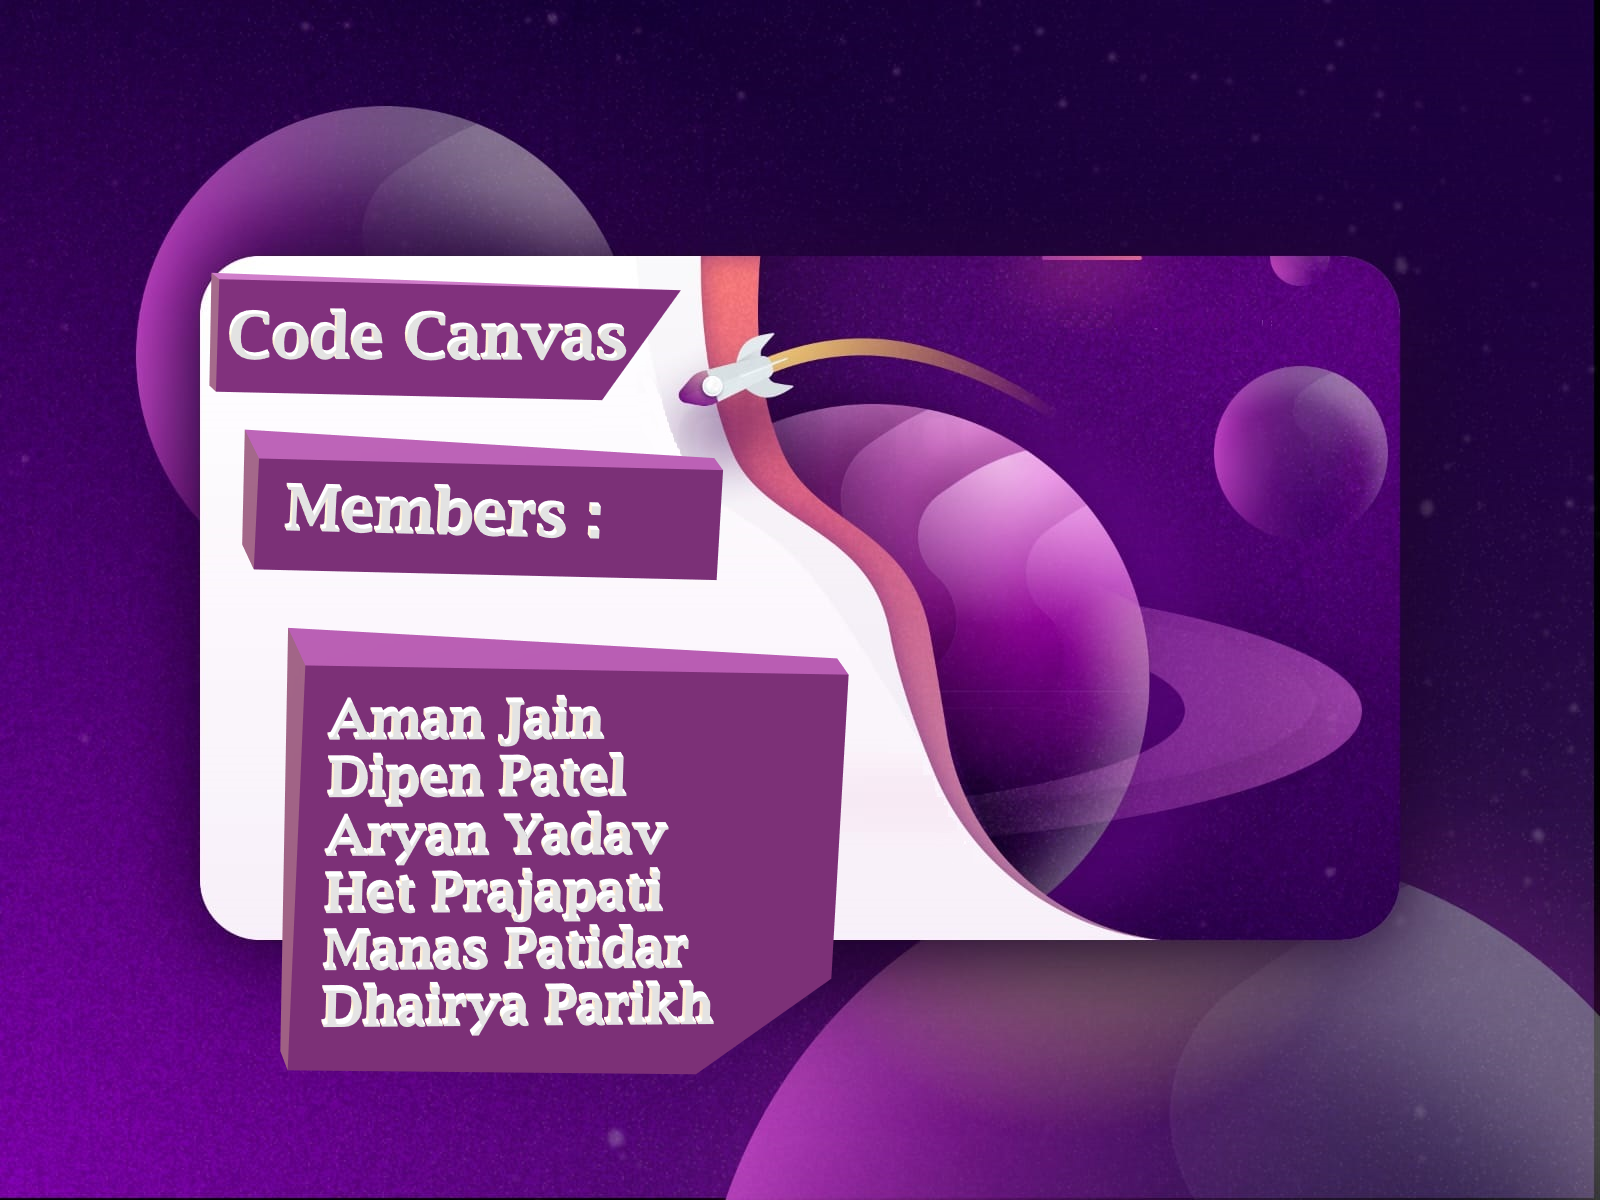 Code Canvas
Members :
Aman Jain
Dipen Patel
Aryan Yadav
Het Prajapati
Manas Patidar
Dhairya Parikh